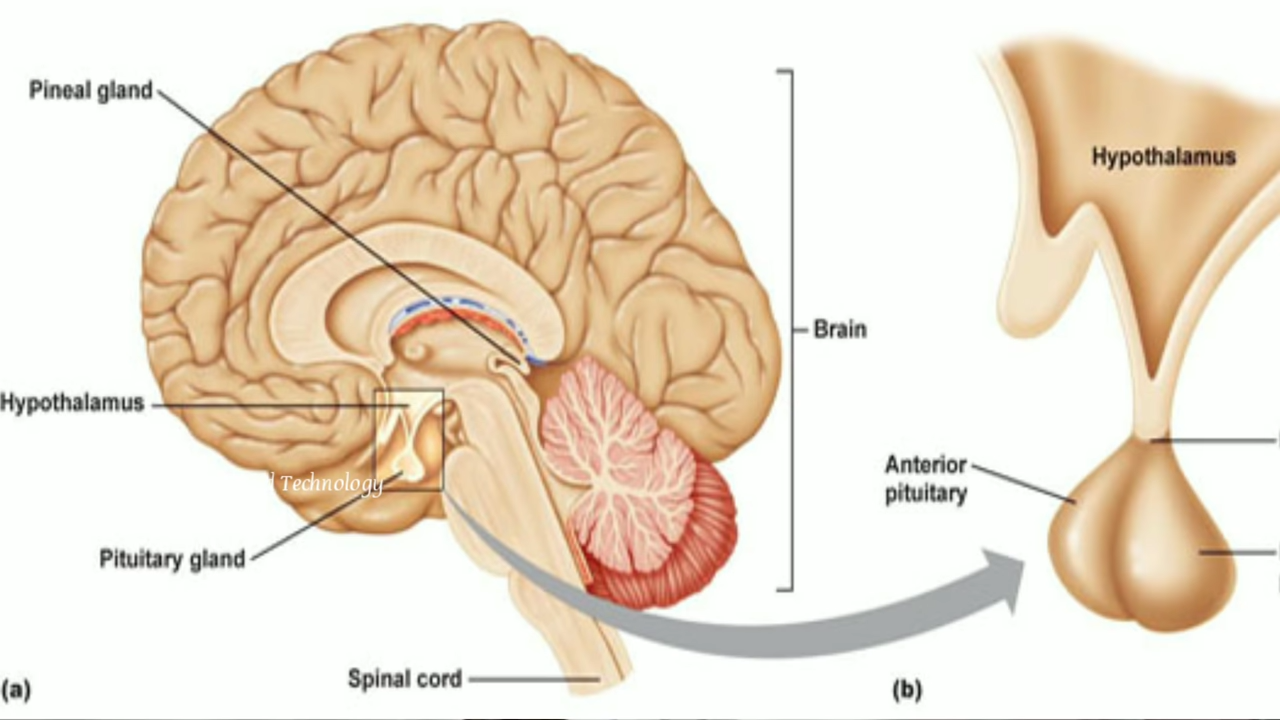 Pineal gland
Hypothalamus
Brain
Hypothalamus
Technology
Anterior
pituitary
Pituitary gland
Spinal cord
(a)
(b)